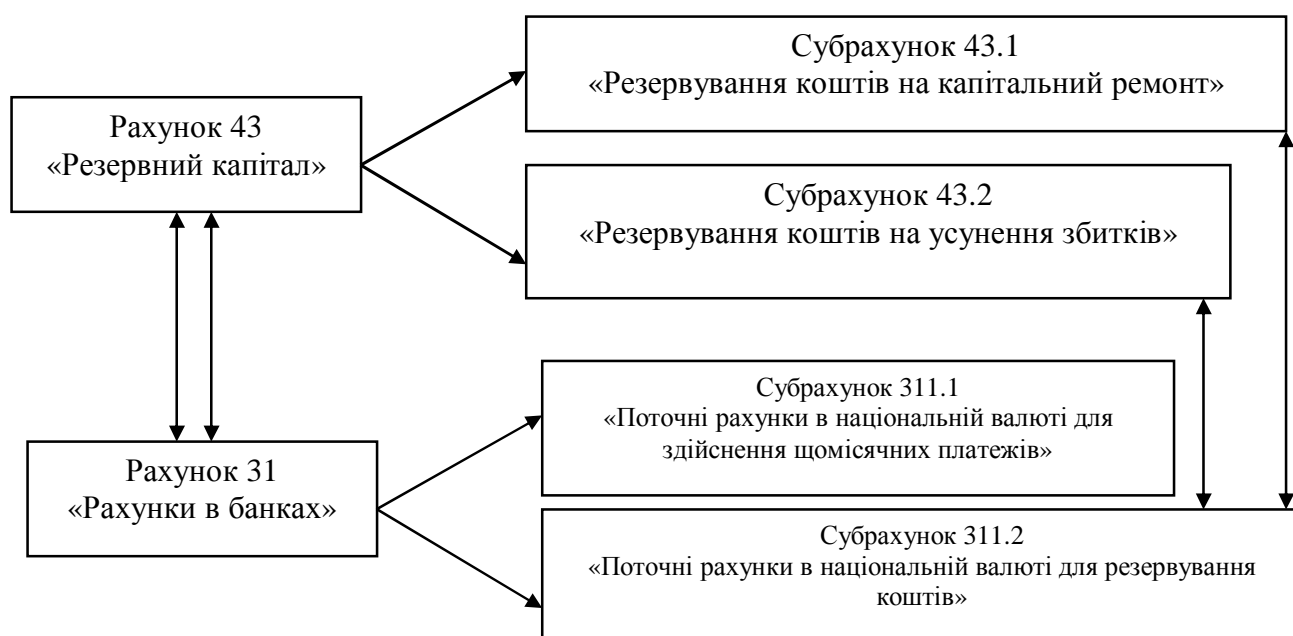 Субрахунок 43.1
«Резервування коштів на капітальний ремонт»
Рахунок 43
«Резервний капітал»
Субрахунок 43.2
«Резервування коштів на усунення збитків»
Субрахунок 311.1
«Поточні рахунки в національній валюті для
здійснення щомісячних платежів»
Рахунок 31
«Рахунки в банках»
Субрахунок 311.2
«Поточні рахунки в національній валюті для резервування
коштів»